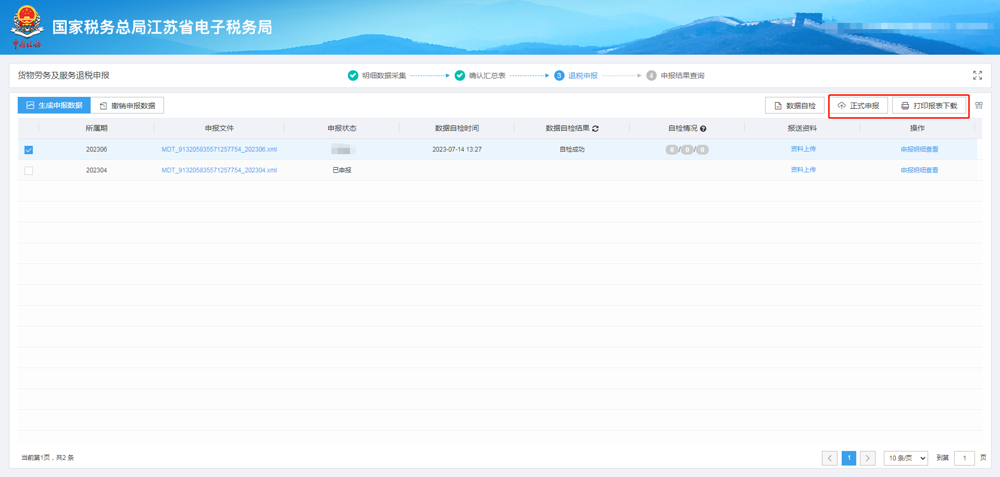 国家税务总局江苏省电子税务局
中国税务
货物劳务及服务退税申报
明细数据采集
确认汇总表
3 退税申报
4 申报结果查询
生成申报数据
撤销申报数据
数据自检
正式申报
打印报表下载
所属期 申报文件 申报状态 数据自检时间 数据自检结果 自检情况 ? 报送资料 操作
202306 MDT_913205835571257754_202306.xml 2023-07-14 13:27 自检成功 0/0/0 资料上传 申报明细查看
202304 MDT_913205835571257754_202304.xml 已申报 资料上传 申报明细查看
当前第1页，共2 条
1 10 条/页 到第 1 页